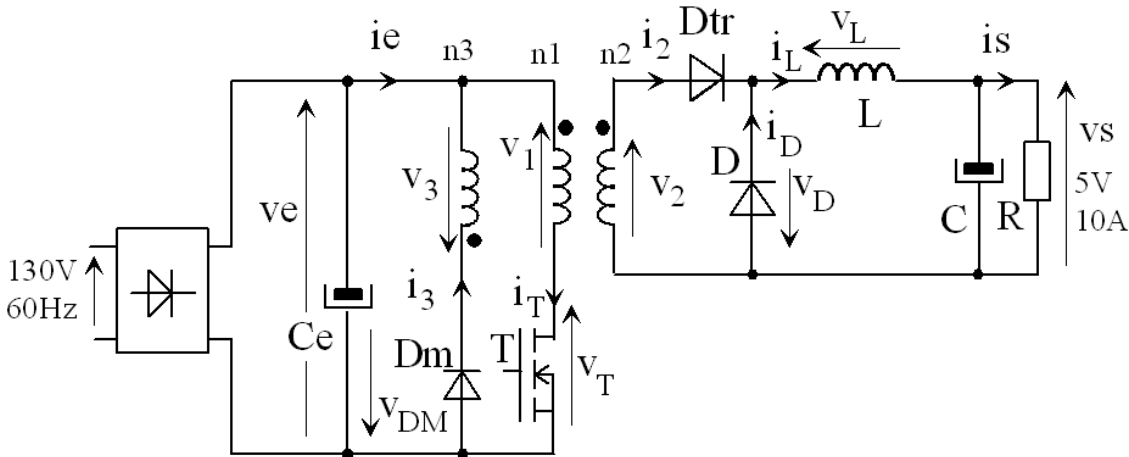 ie
n3
n1
n2
i2
Dtr
iL
vL
is
L
v3
v1
v2
iD
D
vD
C
R
vs
5V
10A
ve
130V
60Hz
Ce
i3
iT
Dm
T
vT
vDM